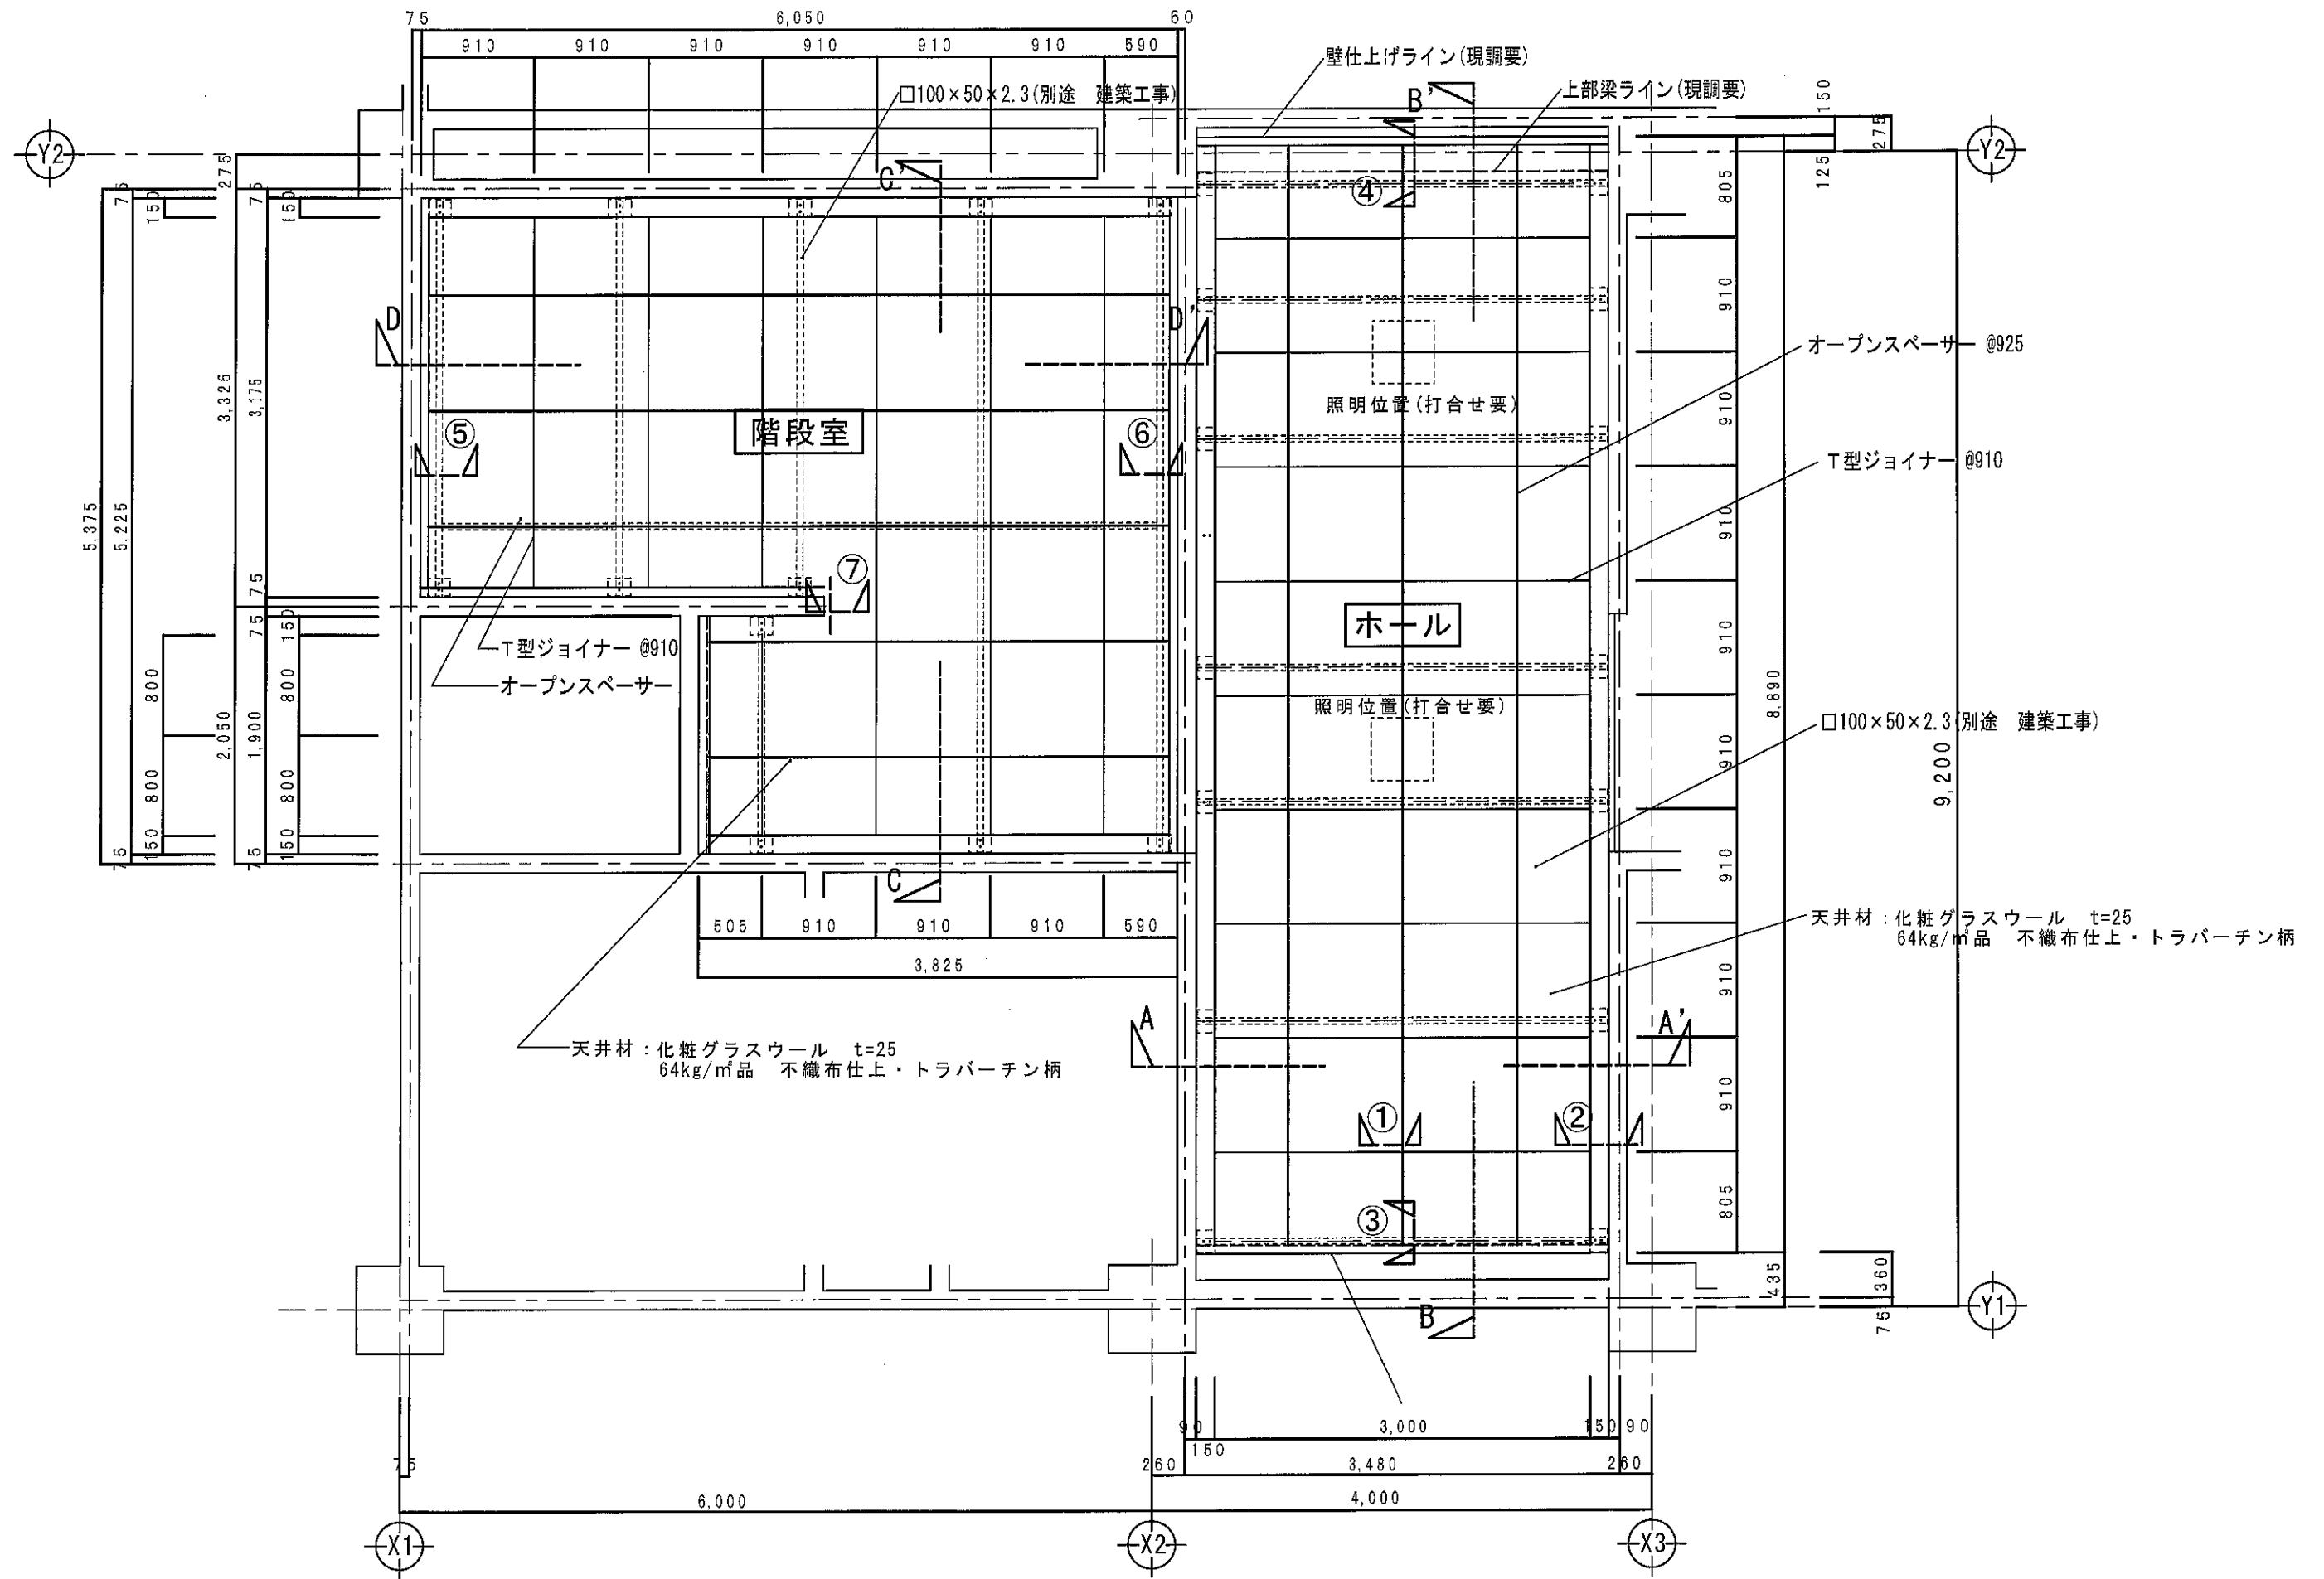 75
6,050
60
910
910
910
910
910
910
590
壁仕上げライン(現調要)
□100×50×2.3(別途　建築工事)
上部梁ライン(現調要)
B'
150
275
125
Y2
Y2
275
75
150
75
150
C'
④
805
D
D'
910
オープンスペーサー @925
3,325
3,175
照明位置(打合せ要)
910
⑤
階段室
⑥
T型ジョイナー @910
5,375
5,225
910
⑦
75
75
150
ホール
910
T型ジョイナー @910
オープンスペーサー
800
800
2,050
1,900
照明位置(打合せ要)
8,890
□100×50×2.3(別途　建築工事)
910
9,200
800
800
150
150
75
75
C
910
505
910
910
910
590
天井材：化粧グラスウール　t=25
64kg/㎡品　不織布仕上・トラバーチン柄
3,825
910
A
A'
天井材：化粧グラスウール　t=25
64kg/㎡品　不織布仕上・トラバーチン柄
①
②
910
③
805
435
360
75
B
Y1
90
3,000
150
90
150
75
260
3,480
260
6,000
4,000
X1
X2
X3